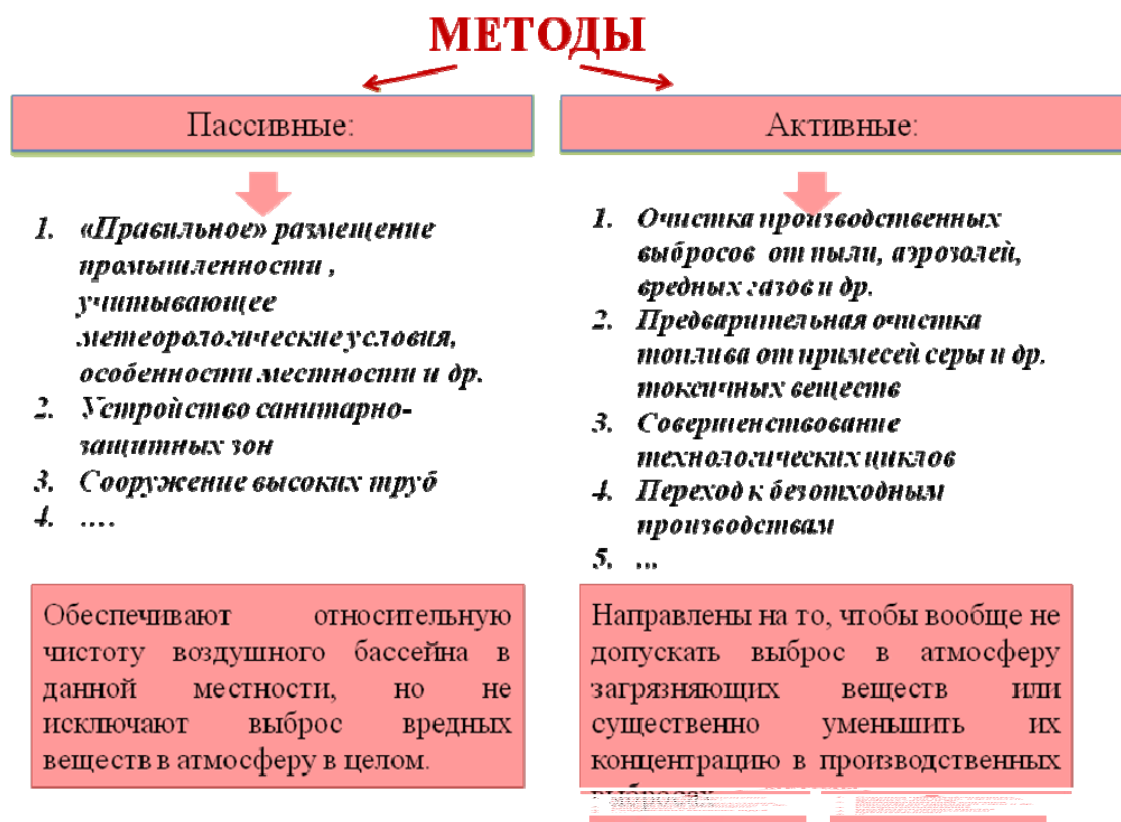 МЕТОДЫ
Пассивные:
1. «Правильное» размещение
промышленности ,
учитывающее
метеорологические условия,
особенности местности и др.
2. Устройство санитарно-
защитных зон
3. Сооружение высоких труб
4. ....
Обеспечивают относительную
чистоту воздушного бассейна в
данной местности, но не
исключают выброс вредных
веществ в атмосферу в целом.
Активные:
1. Очистка производственных
выбросов от пыли, аэрозолей,
вредных газов и др.
2. Предварительная очистка
топлива от примесей серы и др.
токсичных веществ
3. Совершенствование
технологических циклов
4. Переход к безотходным
производствам
5. ...
Направлены на то, чтобы вообще не
допускать выброс в атмосферу
загрязняющих веществ или
существенно уменьшить их
концентрацию в производственных